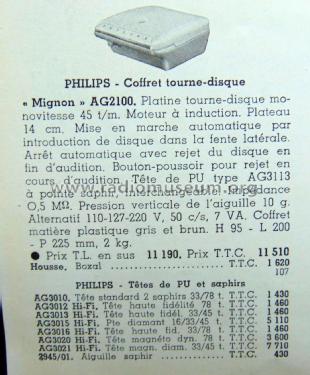 PHILIPS - Coffret tourne-disque
« Mignon » AG2100. Platine tourne-disque mo-
novitesse 45 t/m. Moteur à induction. Plateau
14 cm. Mise en marche automatique par
introduction de disque dans la fente latérale.
Arrêt automatique avec rejet du disque en
fin d'audition. Bouton-poussoir pour rejet en
cours d'audition. Tête de PU type AG3113
à pointe saphir, interchangeable. Impédance
0,5 MΩ. Pression verticale de l'aiguille 10 g.
Alternatif 110-127-220 V, 50 c/s, 7 VA. Coffret
matière plastique gris et brun. H 95 - L 200
- P 225 mm, 2 kg.
● Prix T.L. en sus 11 190. Prix T.T.C. 11 510
Housse, Boxal ............ T.T.C. 1 620
107
PHILIPS - Têtes de PU et saphirs
AG3010. Tête standard 2 saphirs 33/78 t. 1 430
AG3012 Hi-Fi. Tête haute fidélité 78 t. 1 460
AG3013 Hi-Fi. Tête haute fidél. 33/45 t. 1 460
AG3015 Hi-Fi. Pte diamant 16/33/45 t. 5 110
AG3016 Hi-Fi. Tête haute fid. 33/78 t. 1 460
AG3020 Hi-Fi. Tête magnéto dyn. 78 t. 3 600
AG3021 Hi-Fi. Tête magn. diam. 33/45 t. 7 710
2945/01. Aiguille saphir ...... T.T.C. 430
www.radiomuseum.org